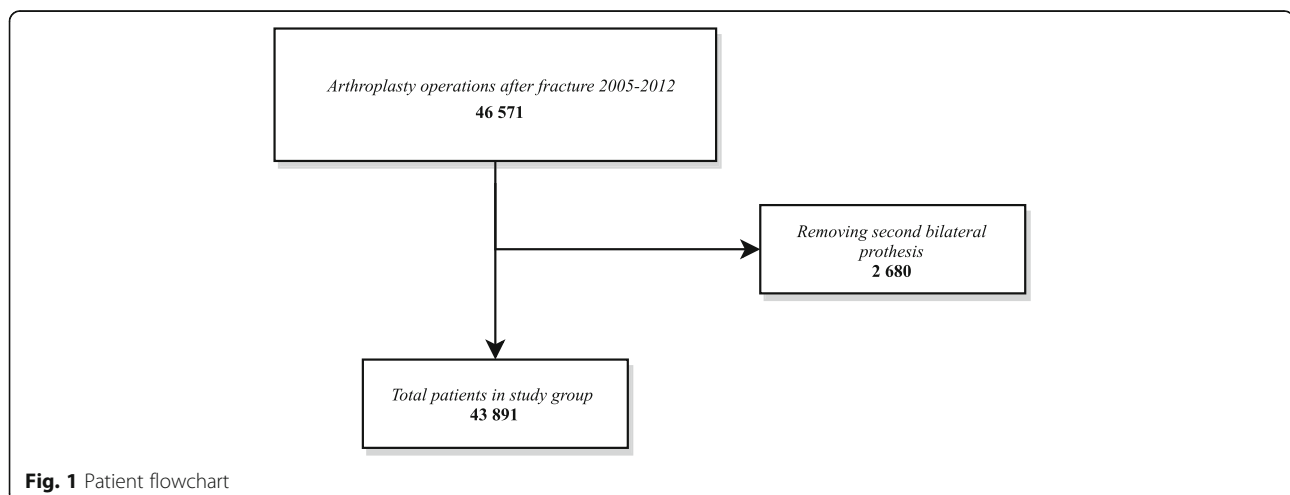 Arthroplasty operations after fracture 2005-2012
46 571
Removing second bilateral
prothesis
2 680
Total patients in study group
43 891
Fig. 1 Patient flowchart